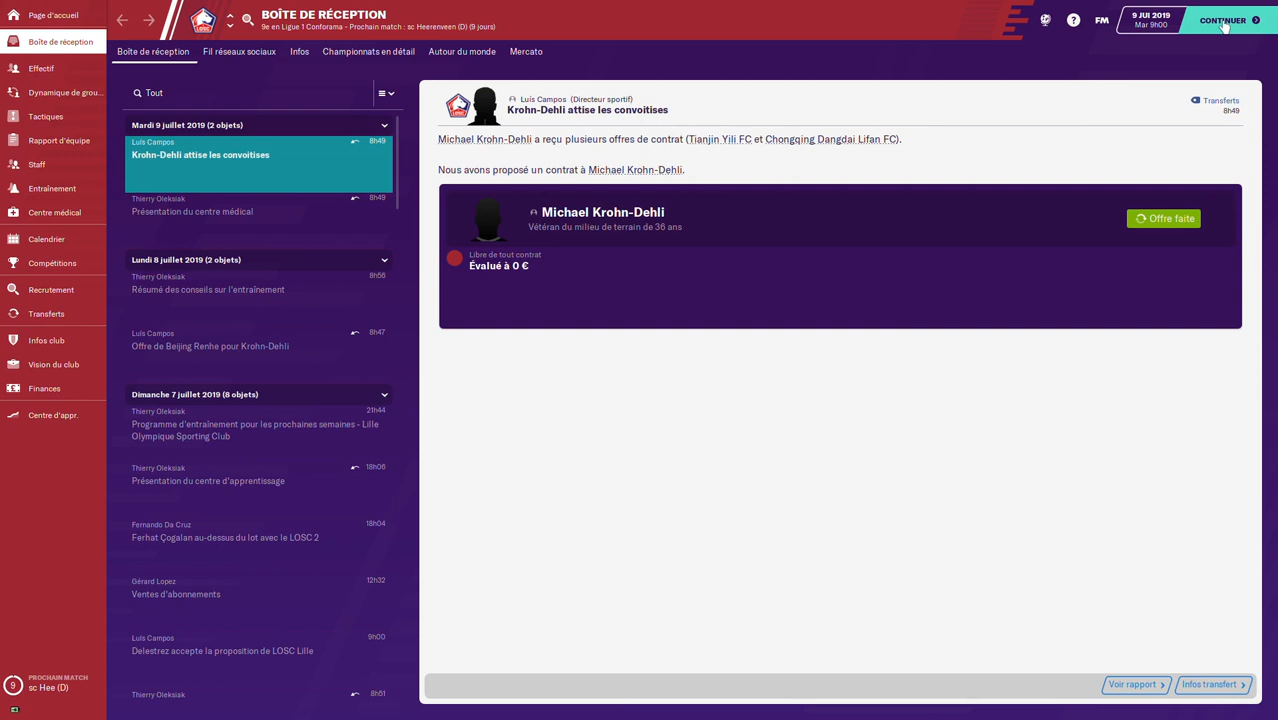 Page d'accueil
Boîte de réception
Effectif
Dynamique de grou...
Tactiques
Rapport d'équipe
Staff
Entraînement
Centre médical
Calendrier
Compétitions
Recrutement
Transferts
Infos club
Vision du club
Finances
Centre d'appr.
9
PROCHAIN MATCH
sc Hee (D)
LOSC
BOÎTE DE RÉCEPTION
9e en Ligue 1 Conforama - Prochain match : sc Heerenveen (D) (9 jours)
?
FM
9 JUI 2019
Mar 9h00
CONTINUER
Boîte de réception
Fil réseaux sociaux
Infos
Championnats en détail
Autour du monde
Mercato
Tout
Mardi 9 juillet 2019 (2 objets)
Luís Campos 8h49
Krohn-Dehli attise les convoitises
Thierry Oleksiak 8h49
Présentation du centre médical
Lundi 8 juillet 2019 (2 objets)
Thierry Oleksiak 8h56
Résumé des conseils sur l'entraînement
Luís Campos 8h47
Offre de Beijing Renhe pour Krohn-Dehli
Dimanche 7 juillet 2019 (8 objets)
Thierry Oleksiak 21h44
Programme d'entraînement pour les prochaines semaines - Lille
Olympique Sporting Club
Thierry Oleksiak 18h06
Présentation du centre d'apprentissage
Fernando Da Cruz 18h04
Ferhat Çogalan au-dessus du lot avec le LOSC 2
Gérard Lopez 12h32
Ventes d'abonnements
Luís Campos 9h00
Delestrez accepte la proposition de LOSC Lille
Thierry Oleksiak 8h51
LOSC
Luís Campos (Directeur sportif)
Krohn-Dehli attise les convoitises
Transferts
8h49
Michael Krohn-Dehli a reçu plusieurs offres de contrat (Tianjin Yili FC et Chongqing Dangdai Lifan FC).
Nous avons proposé un contrat à Michael Krohn-Dehli.
Michael Krohn-Dehli
Vétéran du milieu de terrain de 36 ans
Offre faite
Libre de tout contrat
Évalué à 0 €
Voir rapport
Infos transfert